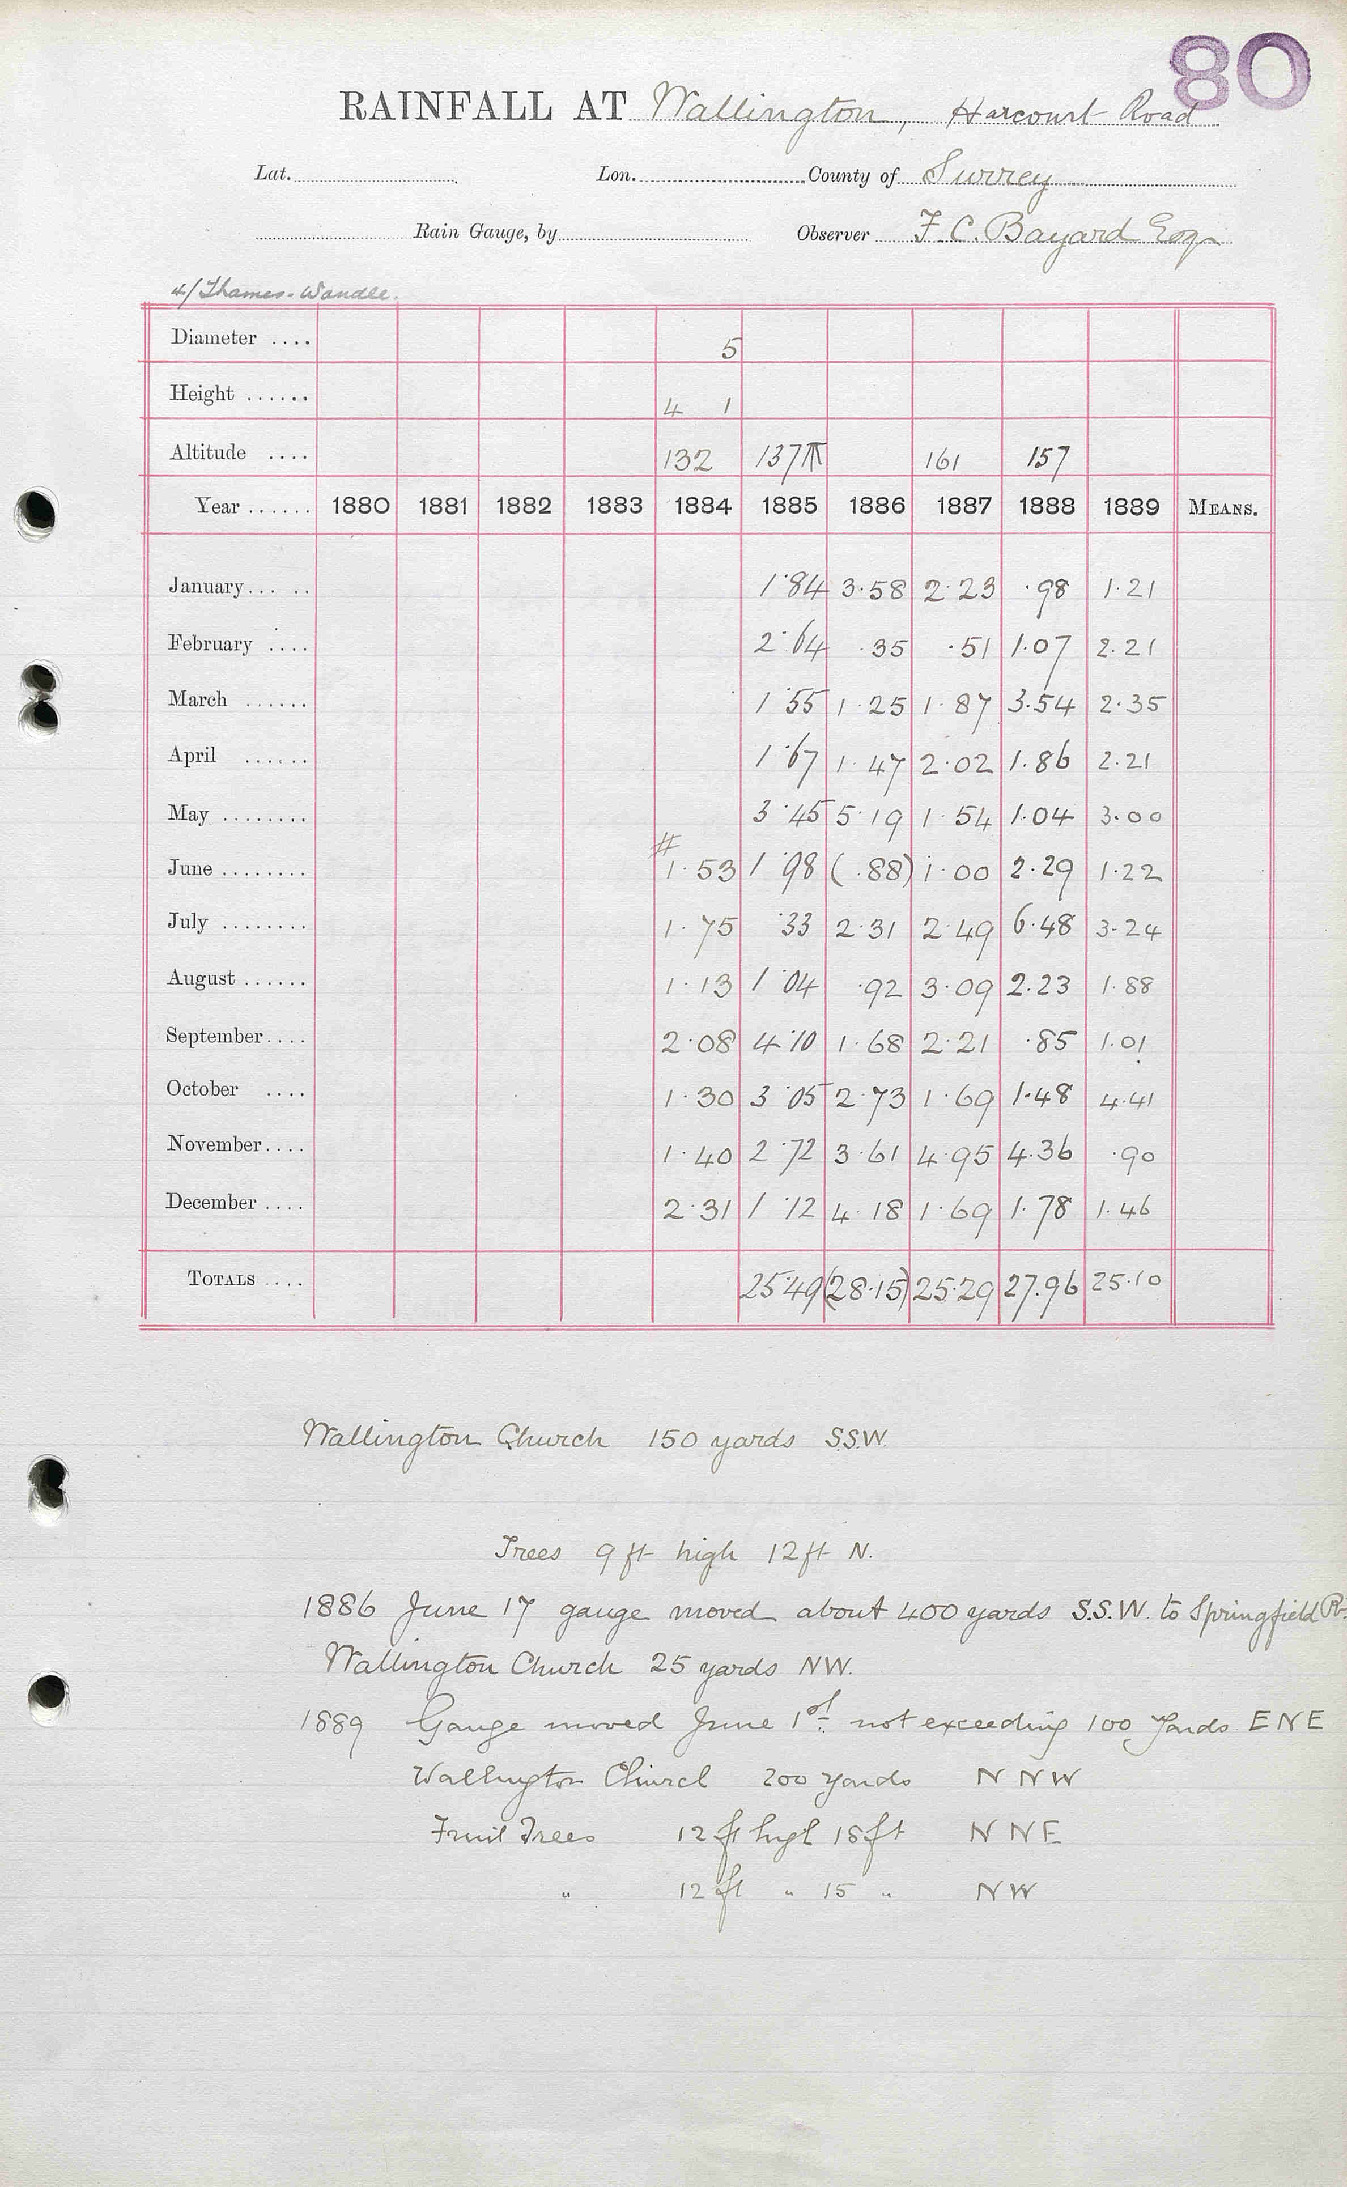 80
RAINFALL AT Wallington, Harcourt Road
Lat. Lon. County of Surrey
Rain Gauge, by Observer F. C. Bayard Esqr
4/Thames-Wandle.
Diameter .... 5
Height ...... 4 1
Altitude .... 132 137 161 157
Year ...... 1880 1881 1882 1883 1884 1885 1886 1887 1888 1889 MEANS.
January...... 1.84 3.58 2.23 .98 1.21
February .... 2.64 .35 .51 1.07 2.21
March ...... 1.55 1.25 1.87 3.54 2.35
April ...... 1.67 1.47 2.02 1.86 2.21
May ........ 3.45 5.19 1.54 1.04 3.00
#
June ........ 1.53 1.98 (.88) 1.00 2.29 1.22
July ........ 1.75 .33 2.31 2.49 6.48 3.24
August ...... 1.13 1.04 .92 3.09 2.23 1.88
September.... 2.08 4.10 1.68 2.21 .85 1.01
October .... 1.30 3.05 2.73 1.69 1.48 4.41
November.... 1.40 2.72 3.61 4.95 4.36 .90
December .... 2.31 1.12 4.18 1.69 1.78 1.46
TOTALS .... 25.49 (28.15) 25.29 27.96 25.10
Wallington Church 150 yards S.S.W.
Trees 9 ft high 12 ft N.
1886 June 17 gauge moved about 400 yards S.S.W. to Springfield Rd.
Wallington Church 25 yards NW.
1889 Gauge moved June 1st. not exceeding 100 Yards E N E
Wallington Church 200 yards N N W
Fruit Trees 12 ft high 18 ft N N E
" 12 ft " 15 " N W